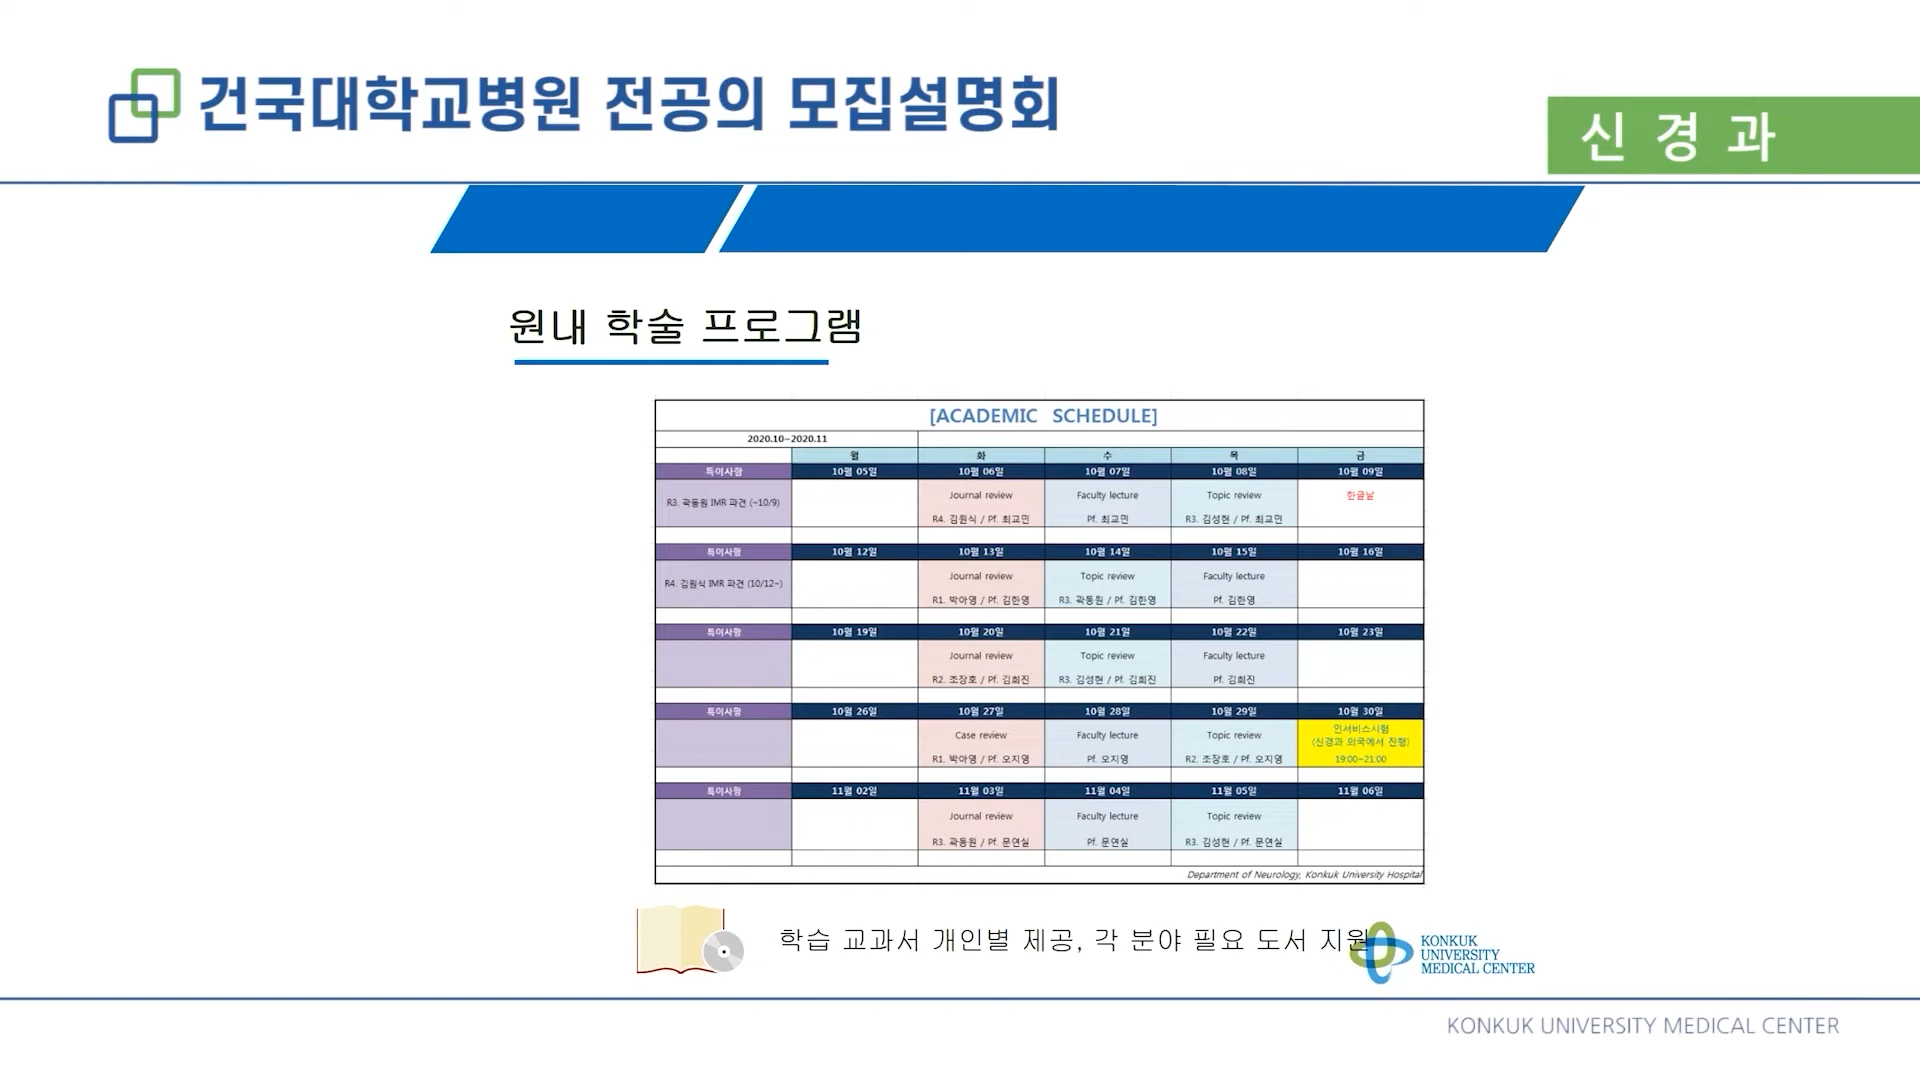 건국대학교병원 전공의 모집설명회
신 경 과
원내 학술 프로그램
[ACADEMIC SCHEDULE]
2020.10~2020.11
월 화 수 목 금
특이사항 10월 05일 10월 06일 10월 07일 10월 08일 10월 09일
R3. 곽동원 IMR 파견 (~10/9)
Journal review Faculty lecture Topic review 한글날
R4. 김원식 / Pf. 최교민 Pf. 최교민 R3. 김성현 / Pf. 최교민
특이사항 10월 12일 10월 13일 10월 14일 10월 15일 10월 16일
R4. 김원식 IMR 파견 (10/12~)
Journal review Topic review Faculty lecture
R1. 박아영 / Pf. 김한영 R3. 곽동원 / Pf. 김한영 Pf. 김한영
특이사항 10월 19일 10월 20일 10월 21일 10월 22일 10월 23일
Journal review Topic review Faculty lecture
R2. 조장호 / Pf. 김희진 R3. 김성현 / Pf. 김희진 Pf. 김희진
특이사항 10월 26일 10월 27일 10월 28일 10월 29일 10월 30일
Case review Faculty lecture Topic review 인서비스시험
(신경과 의국에서 진행)
R1. 박아영 / Pf. 오지영 Pf. 오지영 R2. 조장호 / Pf. 오지영 19:00~21:00
특이사항 11월 02일 11월 03일 11월 04일 11월 05일 11월 06일
Journal review Faculty lecture Topic review
R3. 곽동원 / Pf. 문연실 Pf. 문연실 R3. 김성현 / Pf. 문연실
Department of Neurology, Konkuk University Hospital
학습 교과서 개인별 제공, 각 분야 필요 도서 지원
KONKUK
UNIVERSITY
MEDICAL CENTER
KONKUK UNIVERSITY MEDICAL CENTER